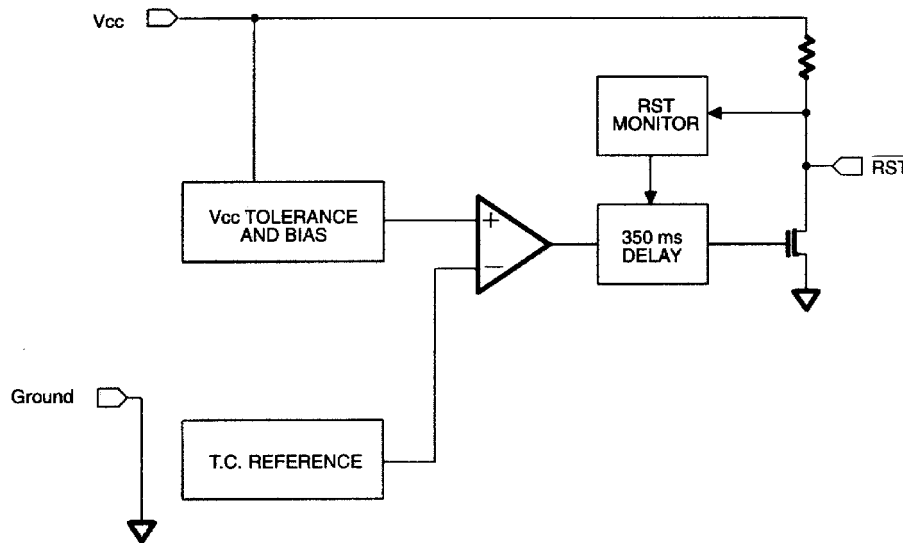 Vcc
RST
MONITOR
RST
Vcc TOLERANCE
AND BIAS
+
−
350 ms
DELAY
Ground
T.C. REFERENCE